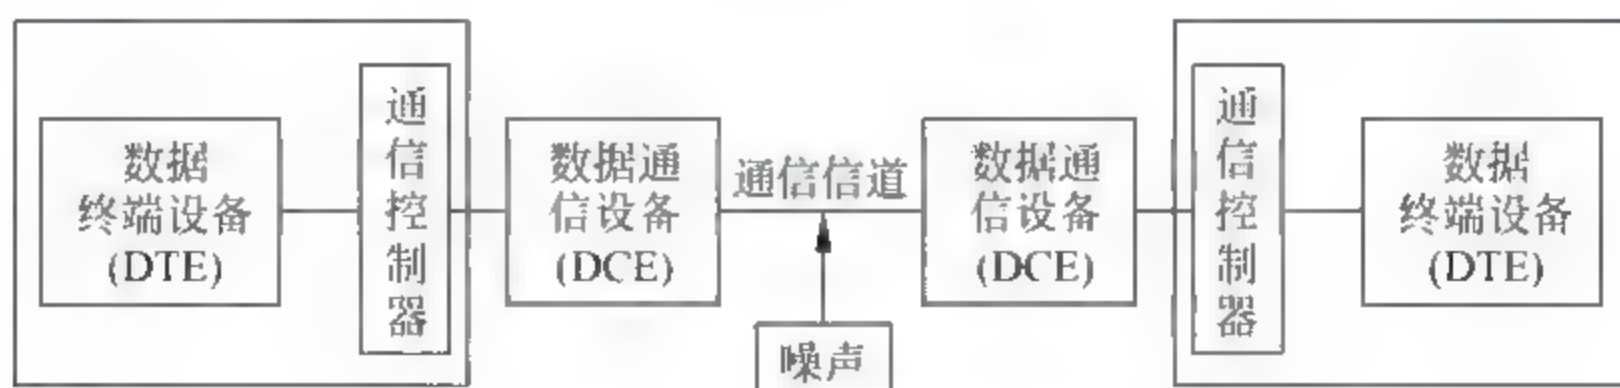 数据
终端设备
(DTE)
通
信
控
制
器
数据通
信设备
(DCE)
通信信道
噪声
数据通
信设备
(DCE)
通
信
控
制
器
数据
终端设备
(DTE)